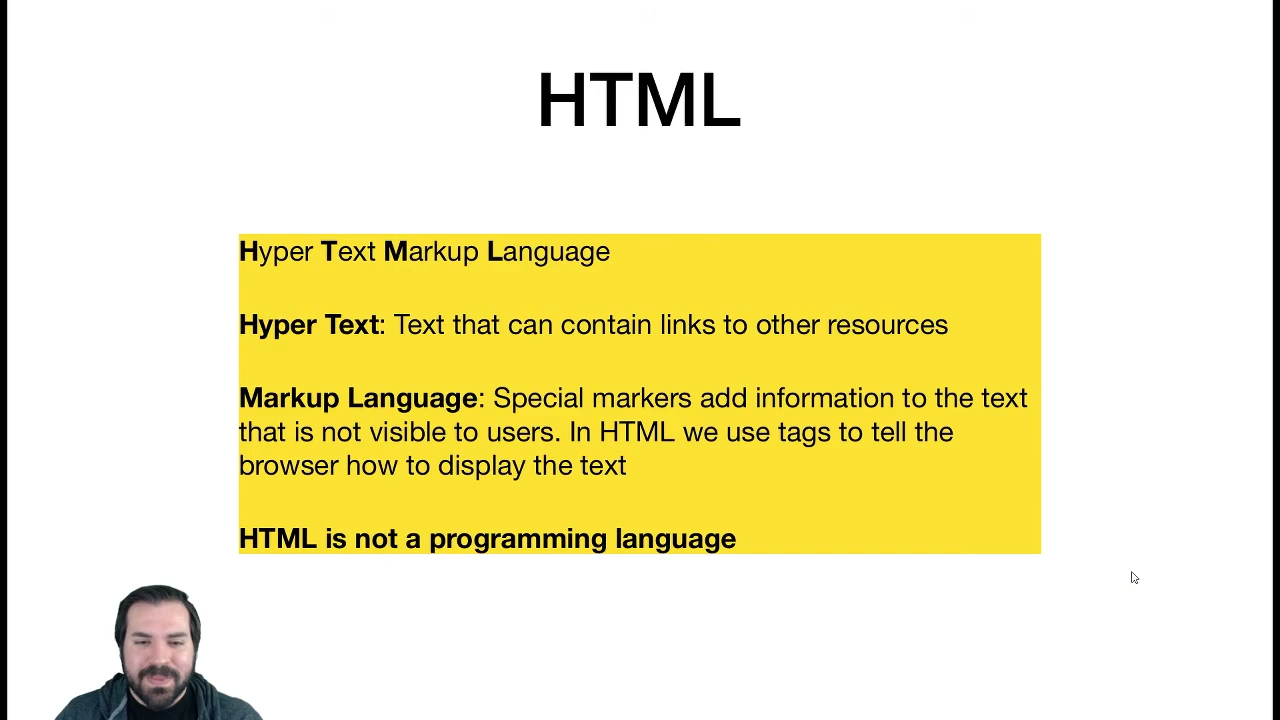 HTML
Hyper Text Markup Language
Hyper Text: Text that can contain links to other resources
Markup Language: Special markers add information to the text
that is not visible to users. In HTML we use tags to tell the
browser how to display the text
HTML is not a programming language